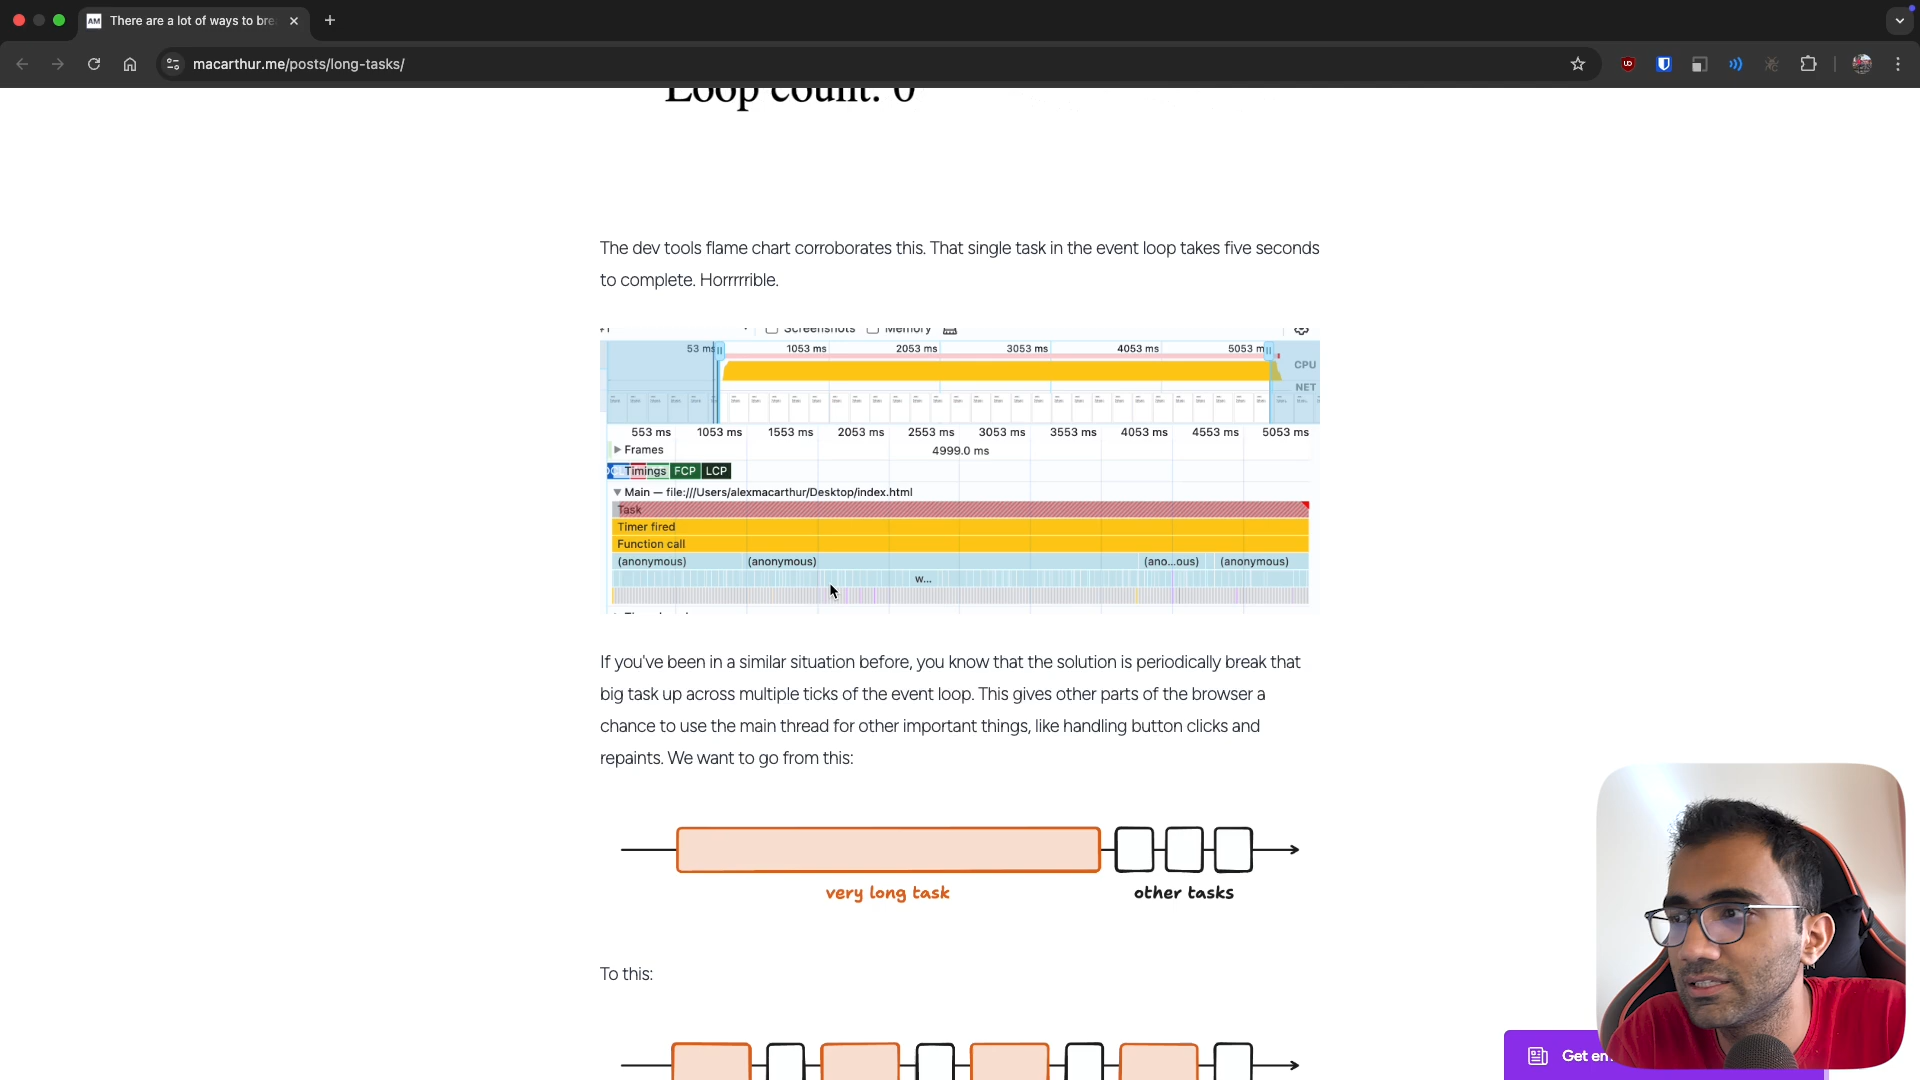 AM There are a lot of ways to bre
macarthur.me/posts/long-tasks/
Loop count: 0
The dev tools flame chart corroborates this. That single task in the event loop takes five seconds
to complete. Horrrrrible.
Screenshots Memory
53 ms 1053 ms 2053 ms 3053 ms 4053 ms 5053 m
CPU
NET
553 ms 1053 ms 1553 ms 2053 ms 2553 ms 3053 ms 3553 ms 4053 ms 4553 ms 5053 ms
Frames 4999.0 ms
Timings FCP LCP
Main — file:///Users/alexmacarthur/Desktop/index.html
Task
Timer fired
Function call
(anonymous) (anonymous) (ano...ous) (anonymous)
w...
If you've been in a similar situation before, you know that the solution is periodically break that
big task up across multiple ticks of the event loop. This gives other parts of the browser a
chance to use the main thread for other important things, like handling button clicks and
repaints. We want to go from this:
very long task other tasks
To this:
Get em